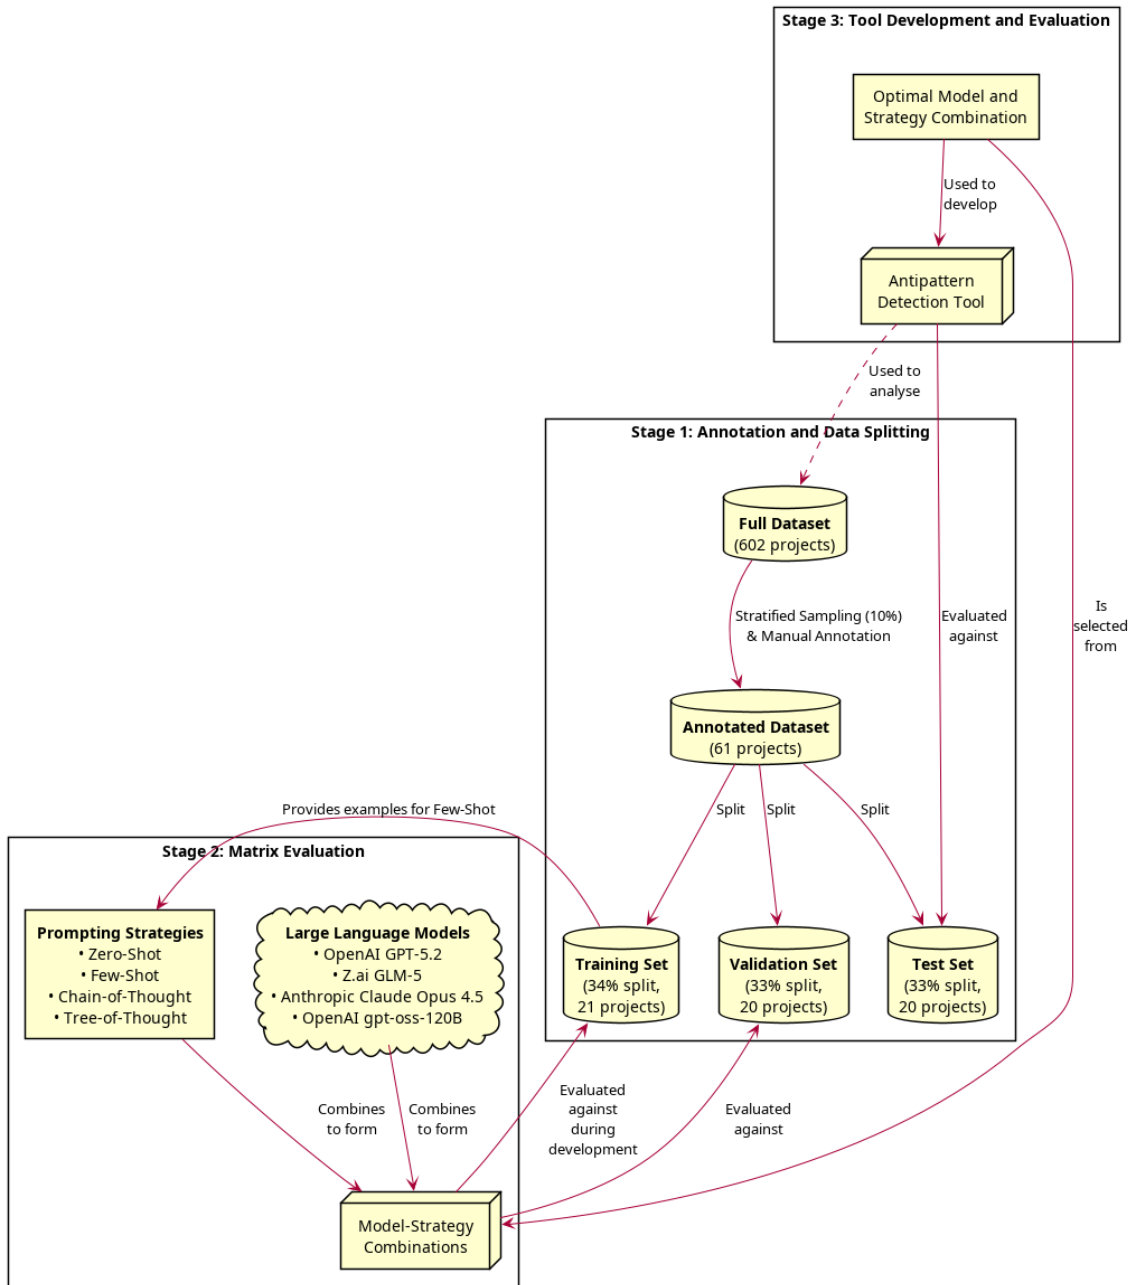 Stage 3: Tool Development and Evaluation
Optimal Model and
Strategy Combination
Used to
develop
Antipattern
Detection Tool
Used to
analyse
Stage 1: Annotation and Data Splitting
Full Dataset
(602 projects)
Stratified Sampling (10%)
& Manual Annotation
Evaluated
against
Is
selected
from
Annotated Dataset
(61 projects)
Split
Split
Split
Provides examples for Few-Shot
Training Set
(34% split,
21 projects)
Validation Set
(33% split,
20 projects)
Test Set
(33% split,
20 projects)
Stage 2: Matrix Evaluation
Prompting Strategies
• Zero-Shot
• Few-Shot
• Chain-of-Thought
• Tree-of-Thought
Large Language Models
• OpenAI GPT-5.2
• Z.ai GLM-5
• Anthropic Claude Opus 4.5
• OpenAI gpt-oss-120B
Combines
to form
Combines
to form
Evaluated
against
during
development
Evaluated
against
Model-Strategy
Combinations